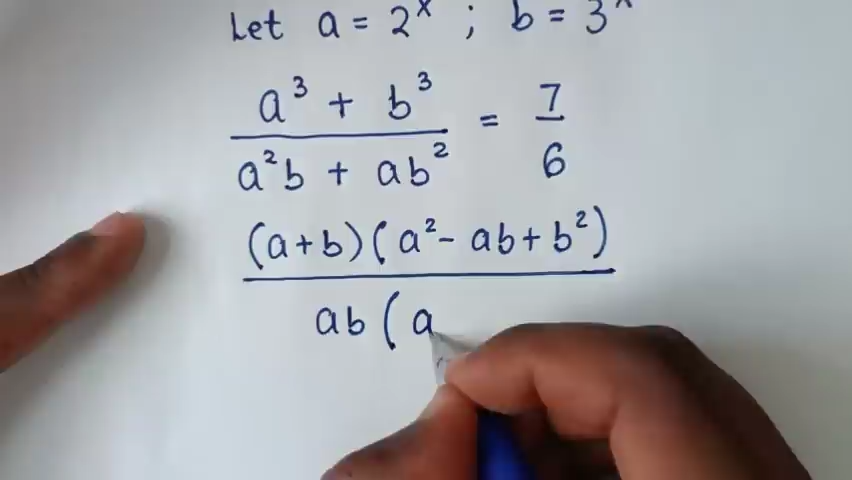 Let a = 2^x ; b = 3^x
a³ + b³ / a²b + ab² = 7/6
(a+b)(a² - ab + b²) / ab(a